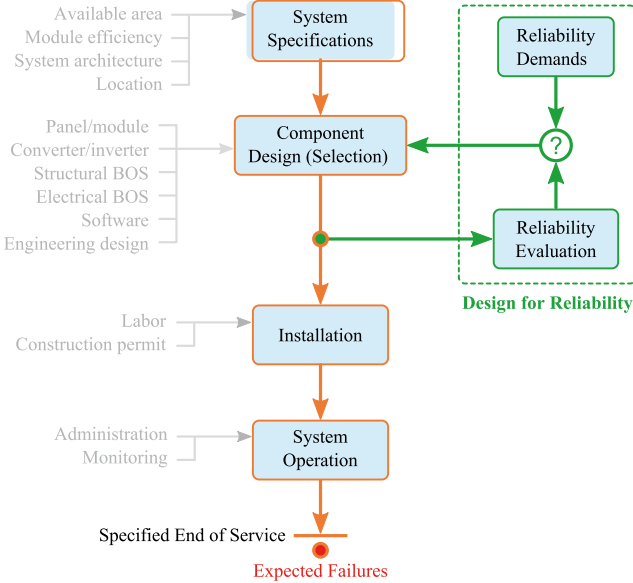 Available area
Module efficiency
System architecture
Location
System
Specifications
Reliability
Demands
Panel/module
Converter/inverter
Structural BOS
Electrical BOS
Software
Engineering design
Component
Design (Selection)
?
Reliability
Evaluation
Design for Reliability
Labor
Construction permit
Installation
Administration
Monitoring
System
Operation
Specified End of Service
Expected Failures